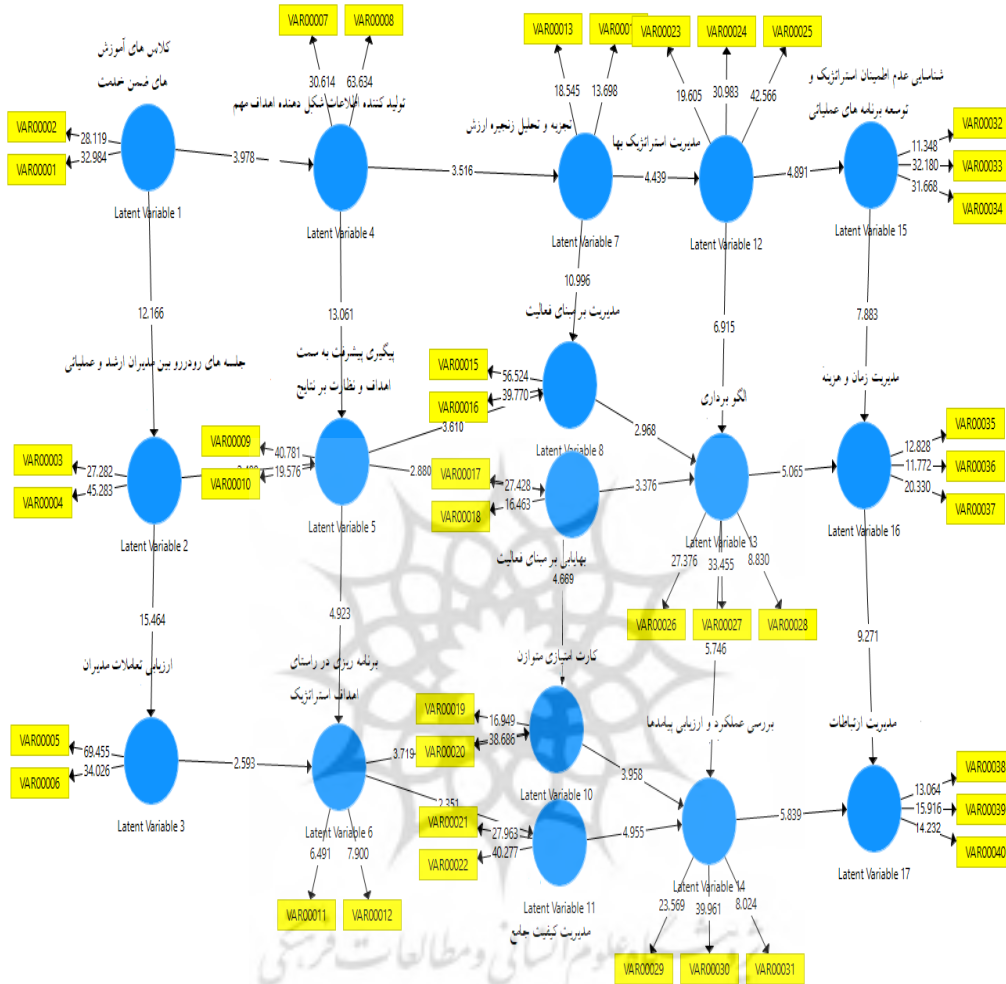 VAR00007
VAR00008
VAR00013
VAR00023
VAR00024
VAR00025
کلاس های آموزش
های ضمن خدمت
30.614
63.634
18.545
13.698
19.605
30.983
42.566
شناسایی عدم اطمینان استراتژیک و
توسعه برنامه های عملیاتی
تولید کننده اطلاعات شکل دهنده اهداف مهم
تجزیه و تحلیل زنجیره ارزش
مدیریت استراتژیک بها
VAR00002
VAR00001
28.119
32.984
3.978
3.516
4.439
4.891
11.348
32.180
31.668
VAR00032
VAR00033
VAR00034
Latent Variable 1
Latent Variable 4
Latent Variable 7
Latent Variable 12
Latent Variable 15
12.166
13.061
10.996
6.915
7.883
جلسه های رودررو بین مدیران ارشد و عملیاتی
پیگیری پیشرفت به سمت
اهداف و نظارت بر نتایج
مدیریت بر مبنای فعالیت
الگو برداری
مدیریت زمان و هزینه
VAR00015
VAR00016
56.524
39.770
3.610
Latent Variable 8
2.968
VAR00003
VAR00004
27.282
45.283
VAR00009
VAR00010
40.781
19.576
2.880
VAR00017
VAR00018
27.428
16.463
3.376
5.065
12.828
11.772
20.330
VAR00035
VAR00036
VAR00037
Latent Variable 2
Latent Variable 5
Latent Variable 13
Latent Variable 16
بهایابی بر مبنای فعالیت
4.669
27.376
33.455
8.830
VAR00026
VAR00027
VAR00028
15.464
4.923
5.746
9.271
ارزیابی تعاملات مدیران
برنامه ریزی در راستای
اهداف استراتژیک
کارت امتیازی متوازن
بررسی عملکرد و ارزیابی پیامدها
مدیریت ارتباطات
VAR00005
VAR00006
69.455
34.026
2.593
3.719
VAR00019
VAR00020
16.949
38.686
Latent Variable 10
3.958
Latent Variable 3
Latent Variable 6
2.351
6.491
7.900
VAR00011
VAR00012
VAR00021
VAR00022
27.963
40.277
4.955
5.839
13.064
15.916
14.232
VAR00038
VAR00039
VAR00040
Latent Variable 11
Latent Variable 14
Latent Variable 17
مدیریت کیفیت جامع
23.569
39.961
8.024
VAR00029
VAR00030
VAR00031
علوم انسانی و مطالعات فرهنگی